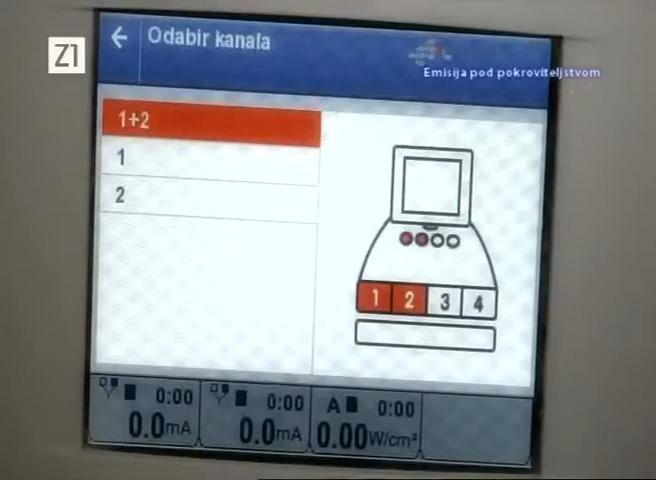 Z1
Odabir kanala
Emisija pod pokroviteljstvom
1+2
1
2
1 2 3 4
0:00 0:00 A 0:00
0.0mA 0.0mA 0.00W/cm²